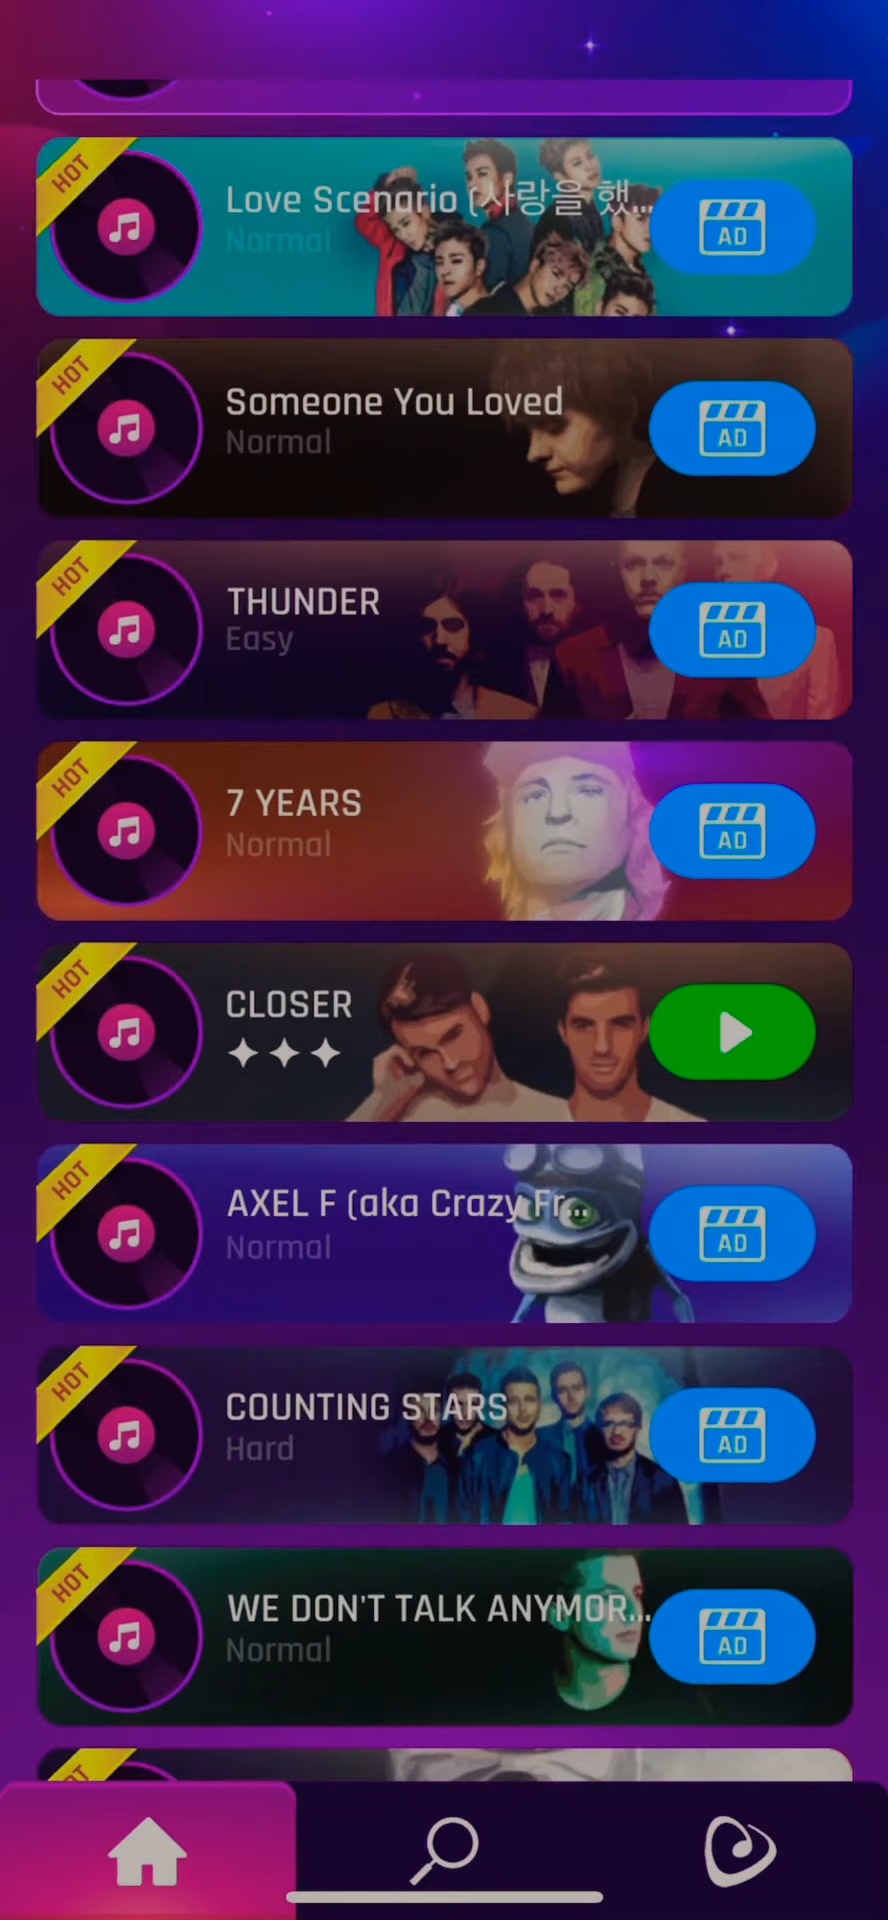 HOT
Love Scenario (사랑을 했...
Normal
AD
HOT
Someone You Loved
Normal
AD
HOT
THUNDER
Easy
AD
HOT
7 YEARS
Normal
AD
HOT
CLOSER
HOT
AXEL F (aka Crazy Fr...
Normal
AD
HOT
COUNTING STARS
Hard
AD
HOT
WE DON'T TALK ANYMOR...
Normal
AD
HOT